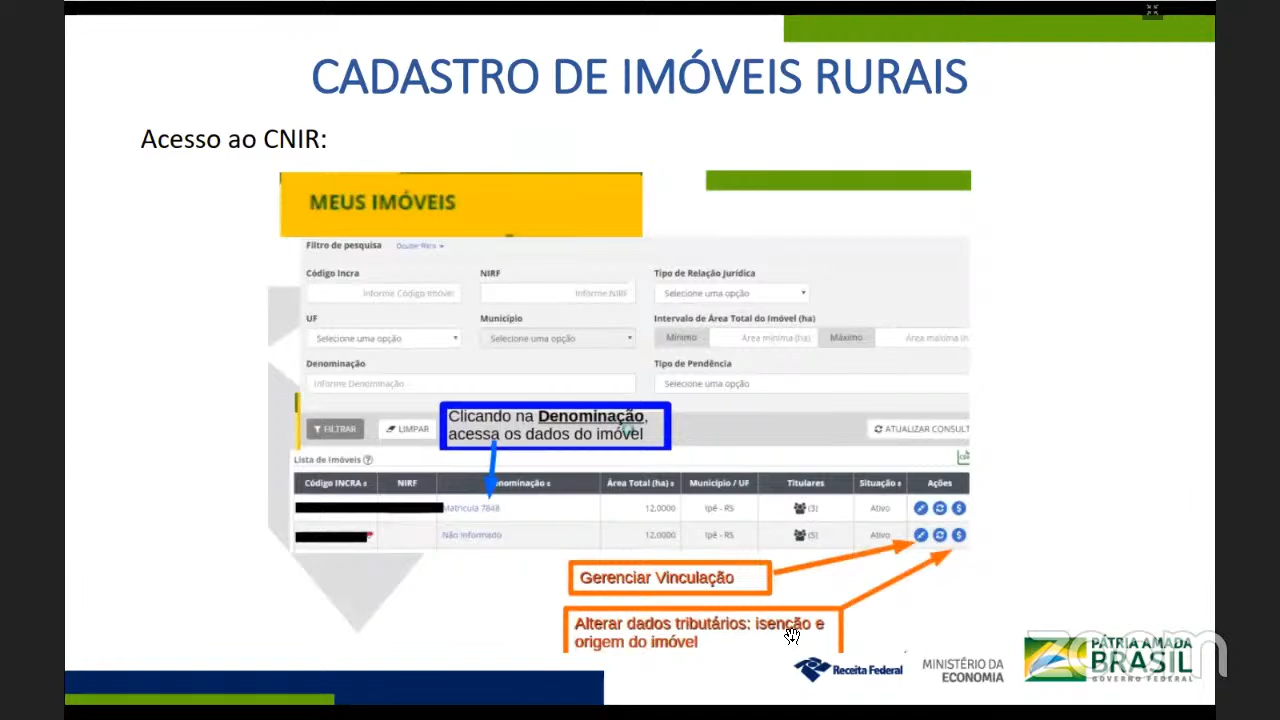 CADASTRO DE IMÓVEIS RURAIS
Acesso ao CNIR:
MEUS IMÓVEIS
Filtro de pesquisa
Código Incra NIRF Tipo de Relação Jurídica
Informe Código Imóvel Informe NIRF Selecione uma opção
UF Município Intervalo de Área Total do Imóvel (ha)
Selecione uma opção Selecione uma opção Mínimo Área mínima (ha) Máximo Área máxima (h
Denominação Tipo de Pendência
Informe Denominação... Selecione uma opção
Clicando na Denominação,
acessa os dados do imóvel
FILTRAR LIMPAR ATUALIZAR CONSULT
Lista de Imóveis
Código INCRA NIRF nominação Área Total (ha) Município / UF Titulares Situação Ações
Matrícula 7848 12,0000 Ipê - RS (3) Ativo
Não Informado 12,0000 Ipê - RS (5) Ativo
Gerenciar Vinculação
Alterar dados tributários: isenção e
origem do imóvel
Receita Federal
MINISTÉRIO DA
ECONOMIA
PÁTRIA AMADA
BRASIL
GOVERNO FEDERAL
zoom